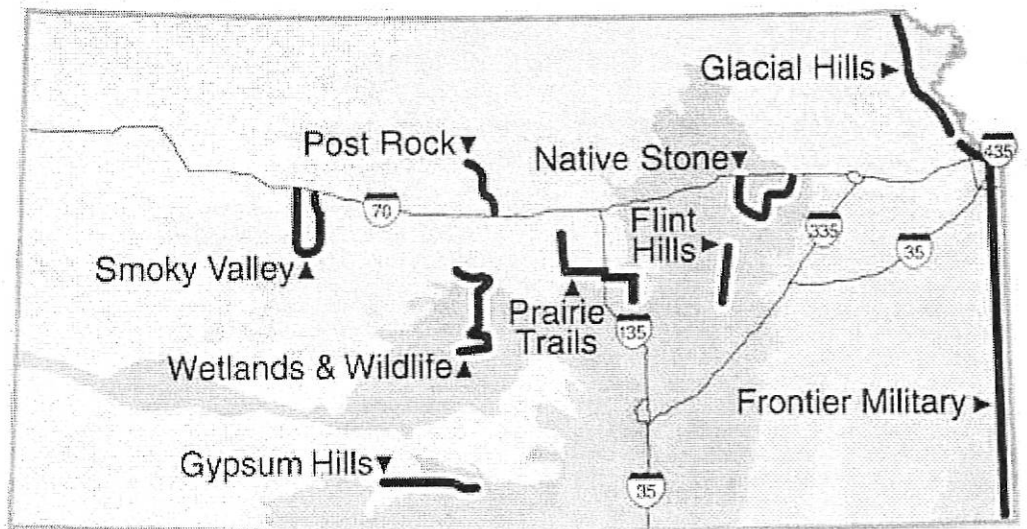 Glacial Hills
Post Rock
Native Stone
435
70
Flint
Hills
335
35
Smoky Valley
Prairie
Trails
135
Wetlands & Wildlife
Frontier Military
Gypsum Hills
35